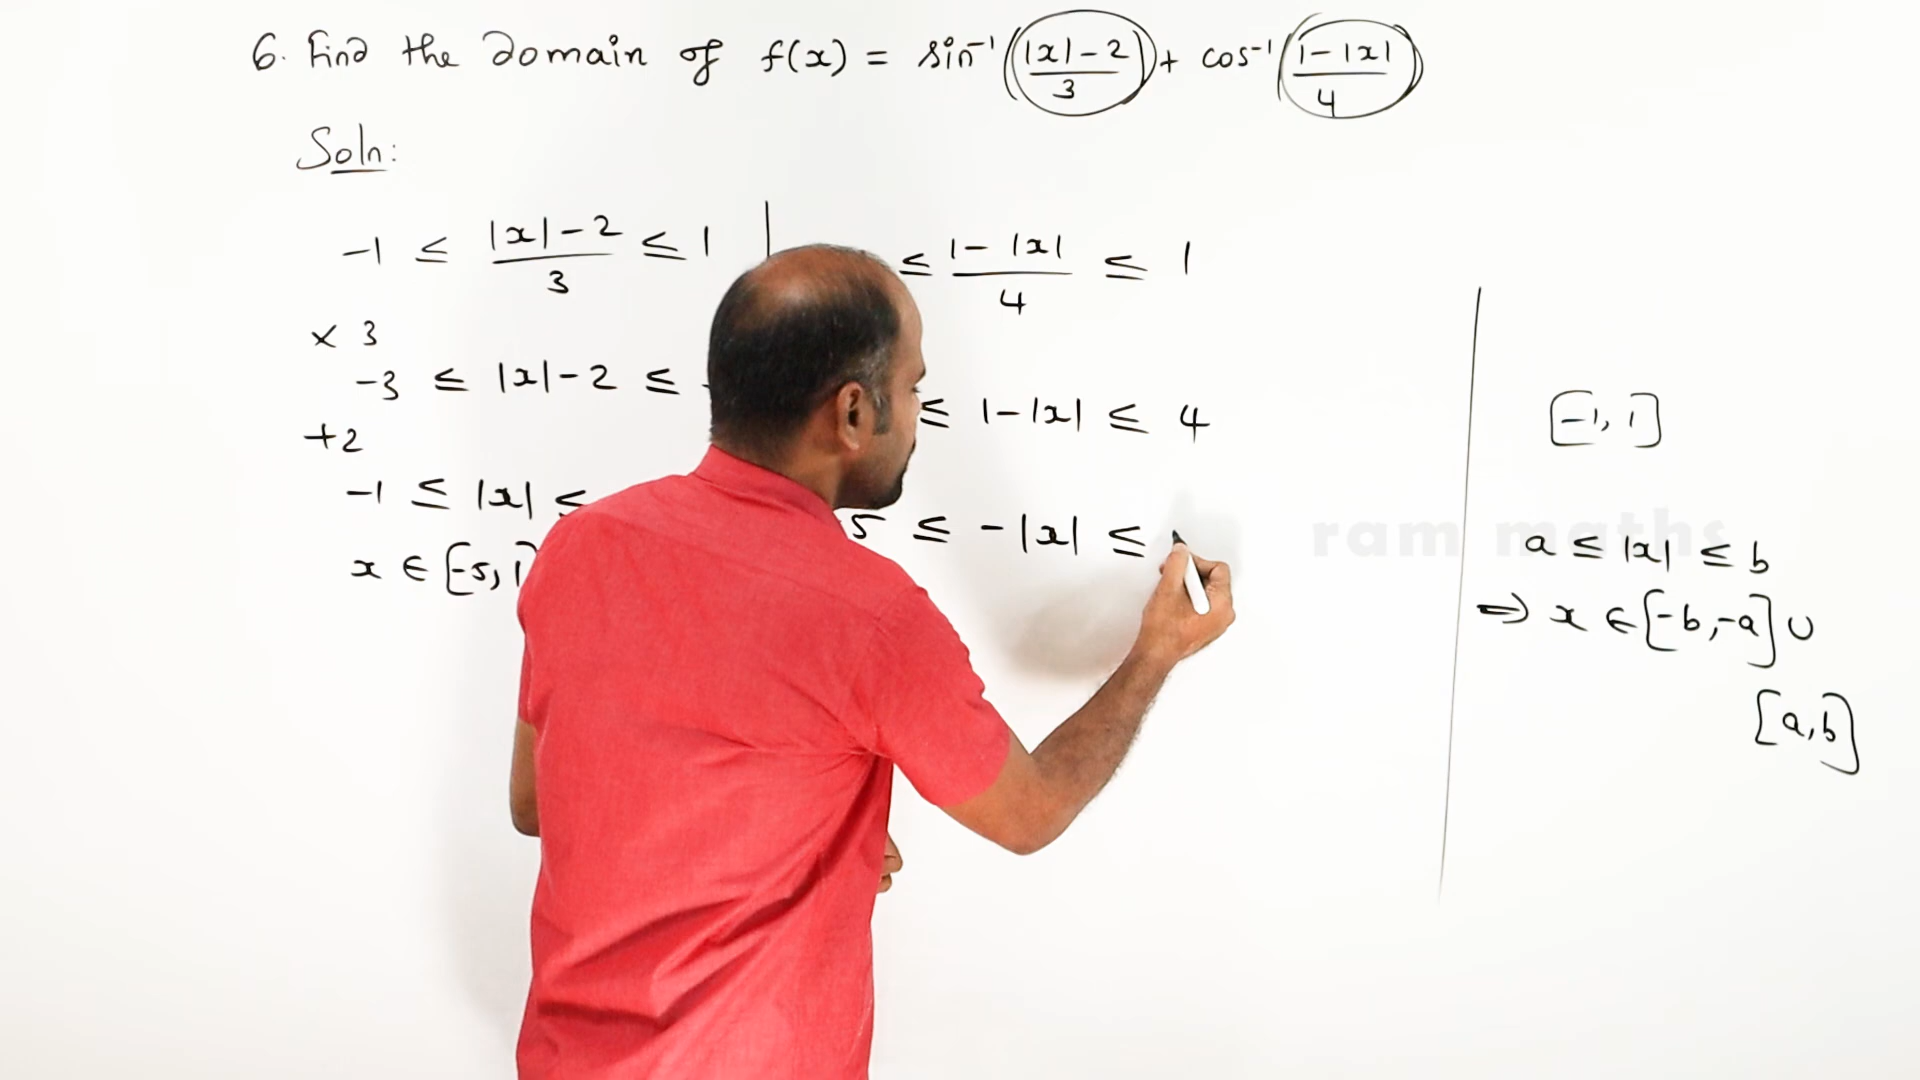 6. Find the domain of f(x) = sin⁻¹(|x|-2/3) + cos⁻¹(1-|x|/4)
Soln:
-1 ≤ |x|-2/3 ≤ 1
× 3
-3 ≤ |x|-2 ≤
+2
-1 ≤ |x| ≤
x ∈ [-5, 1]
≤ 1-|x|/4 ≤ 1
≤ 1-|x| ≤ 4
5 ≤ -|x| ≤
[-1, 1]
ram maths
a ≤ |x| ≤ b
⇒ x ∈ [-b, -a] ∪
[a, b]